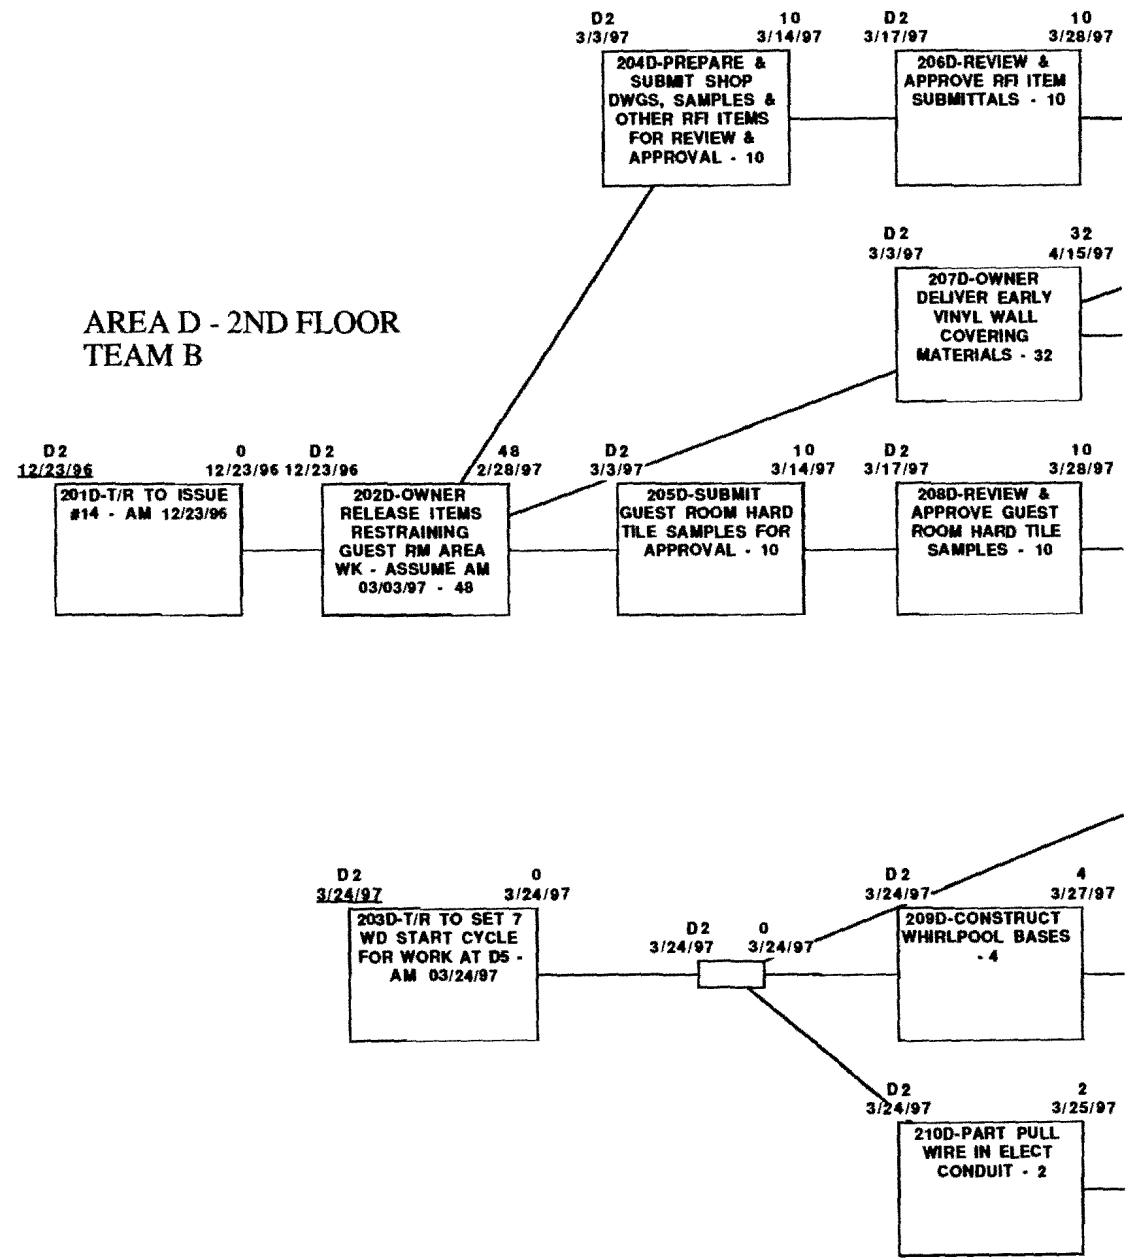 D2 10 D2 10
3/3/97 3/14/97 3/17/97 3/28/97
204D-PREPARE &
SUBMIT SHOP
DWGS, SAMPLES &
OTHER RFI ITEMS
FOR REVIEW &
APPROVAL - 10
206D-REVIEW &
APPROVE RFI ITEM
SUBMITTALS - 10
D2 32
3/3/97 4/15/97
207D-OWNER
DELIVER EARLY
VINYL WALL
COVERING
MATERIALS - 32
AREA D - 2ND FLOOR
TEAM B
D2 0 D2 48 D2 10 D2 10
12/23/96 12/23/96 12/23/96 2/28/97 3/3/97 3/14/97 3/17/97 3/28/97
201D-T/R TO ISSUE
#14 - AM 12/23/96
202D-OWNER
RELEASE ITEMS
RESTRAINING
GUEST RM AREA
WK - ASSUME AM
03/03/97 - 48
205D-SUBMIT
GUEST ROOM HARD
TILE SAMPLES FOR
APPROVAL - 10
208D-REVIEW &
APPROVE GUEST
ROOM HARD TILE
SAMPLES - 10
D2 0 D2 4
3/24/97 3/24/97 3/24/97 3/27/97
203D-T/R TO SET 7
WD START CYCLE
FOR WORK AT D5 -
AM 03/24/97
D2 0
3/24/97 3/24/97
209D-CONSTRUCT
WHIRLPOOL BASES
- 4
D2 2
3/24/97 3/25/97
210D-PART PULL
WIRE IN ELECT
CONDUIT - 2